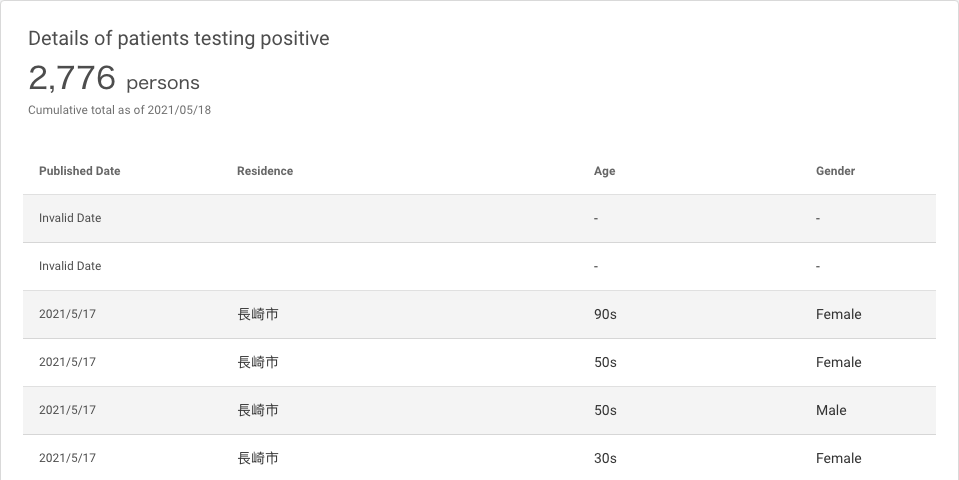 Details of patients testing positive
2,776 persons
Cumulative total as of 2021/05/18
Published Date Residence Age Gender
Invalid Date - -
Invalid Date - -
2021/5/17 長崎市 90s Female
2021/5/17 長崎市 50s Female
2021/5/17 長崎市 50s Male
2021/5/17 長崎市 30s Female